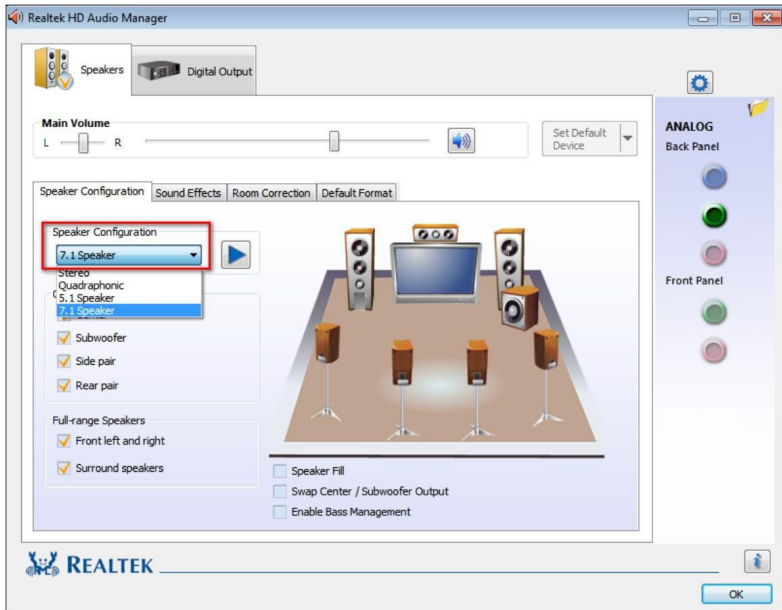 Realtek HD Audio Manager
Speakers
Digital Output
Main Volume
L R
Set Default
Device
ANALOG
Back Panel
Speaker Configuration Sound Effects Room Correction Default Format
Speaker Configuration
7.1 Speaker
Stereo
Quadraphonic
5.1 Speaker
7.1 Speaker
Subwoofer
Side pair
Rear pair
Front Panel
Full-range Speakers
Front left and right
Surround speakers
Speaker Fill
Swap Center / Subwoofer Output
Enable Bass Management
REALTEK
i
OK